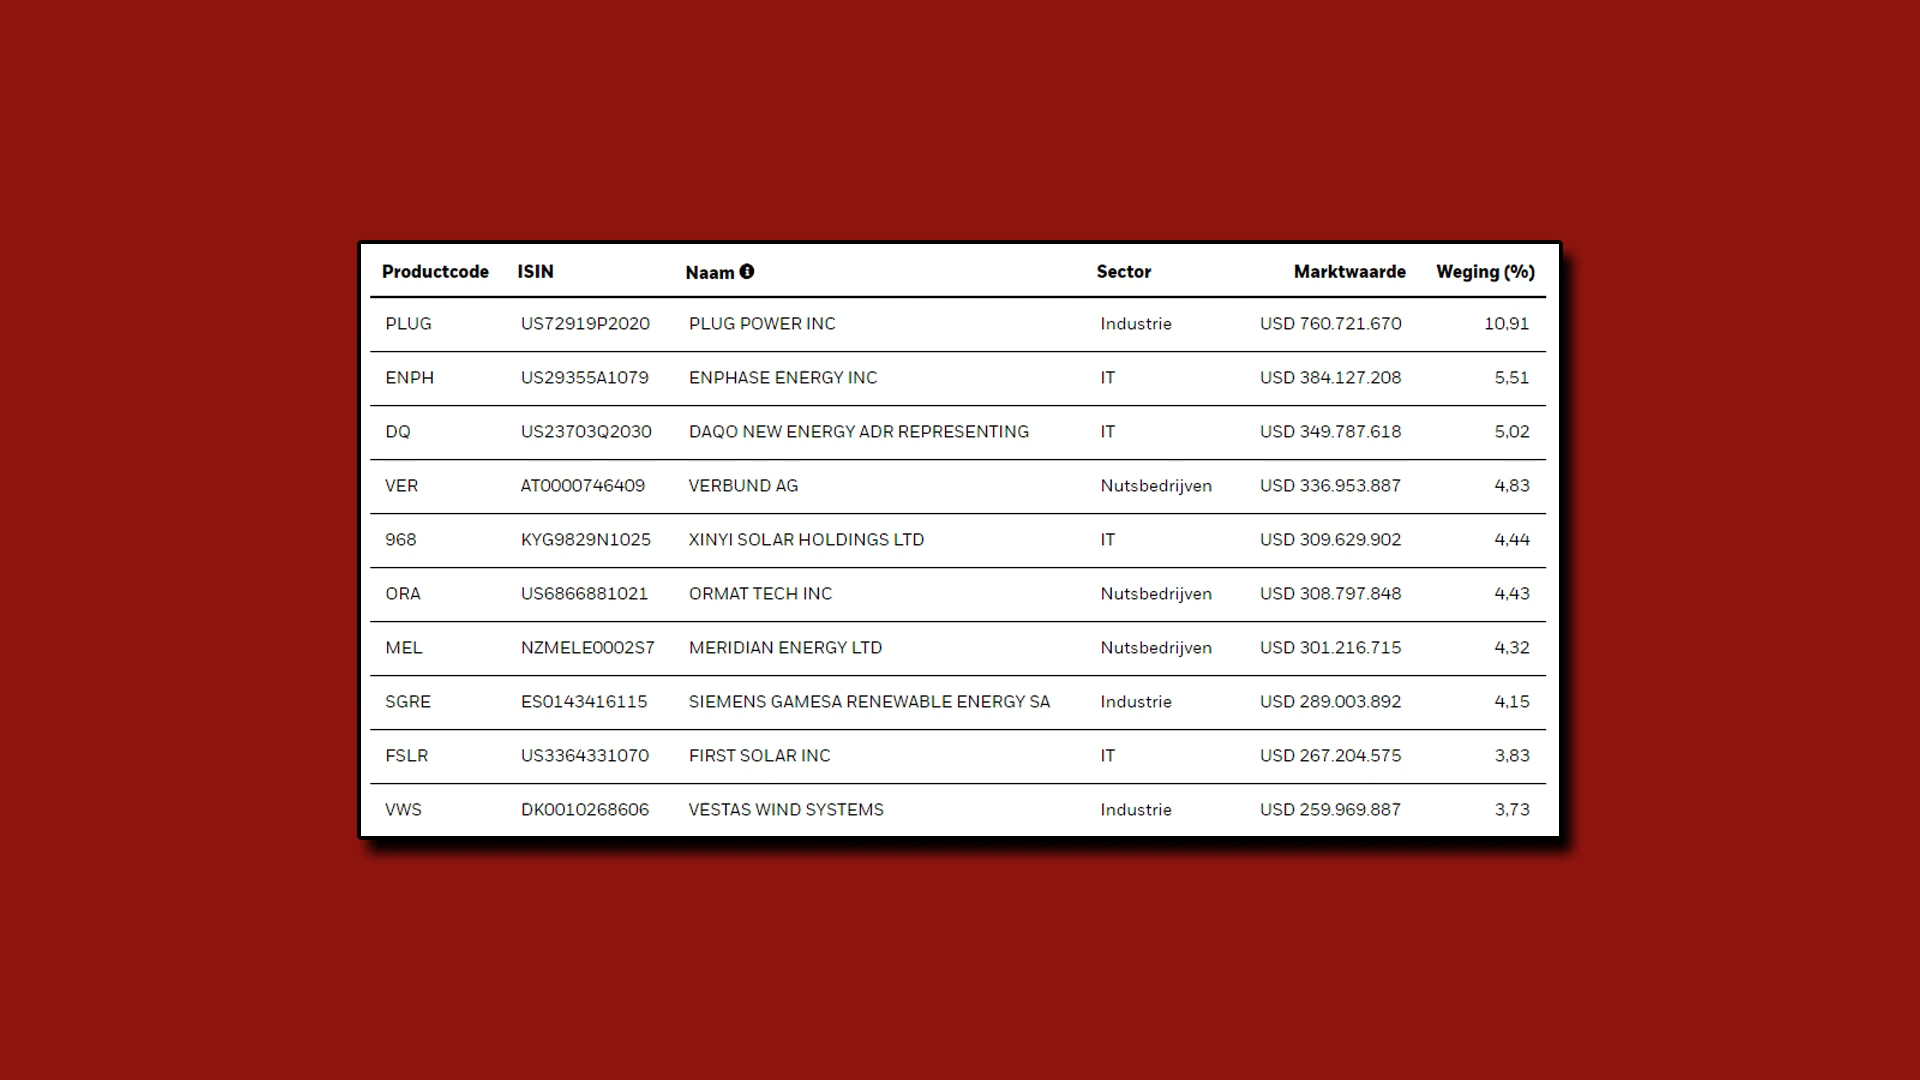 Productcode ISIN Naam Sector Marktwaarde Weging (%)
PLUG US72919P2020 PLUG POWER INC Industrie USD 760.721.670 10,91
ENPH US29355A1079 ENPHASE ENERGY INC IT USD 384.127.208 5,51
DQ US23703Q2030 DAQO NEW ENERGY ADR REPRESENTING IT USD 349.787.618 5,02
VER AT0000746409 VERBUND AG Nutsbedrijven USD 336.953.887 4,83
968 KYG9829N1025 XINYI SOLAR HOLDINGS LTD IT USD 309.629.902 4,44
ORA US6866881021 ORMAT TECH INC Nutsbedrijven USD 308.797.848 4,43
MEL NZMELE0002S7 MERIDIAN ENERGY LTD Nutsbedrijven USD 301.216.715 4,32
SGRE ES0143416115 SIEMENS GAMESA RENEWABLE ENERGY SA Industrie USD 289.003.892 4,15
FSLR US3364331070 FIRST SOLAR INC IT USD 267.204.575 3,83
VWS DK0010268606 VESTAS WIND SYSTEMS Industrie USD 259.969.887 3,73